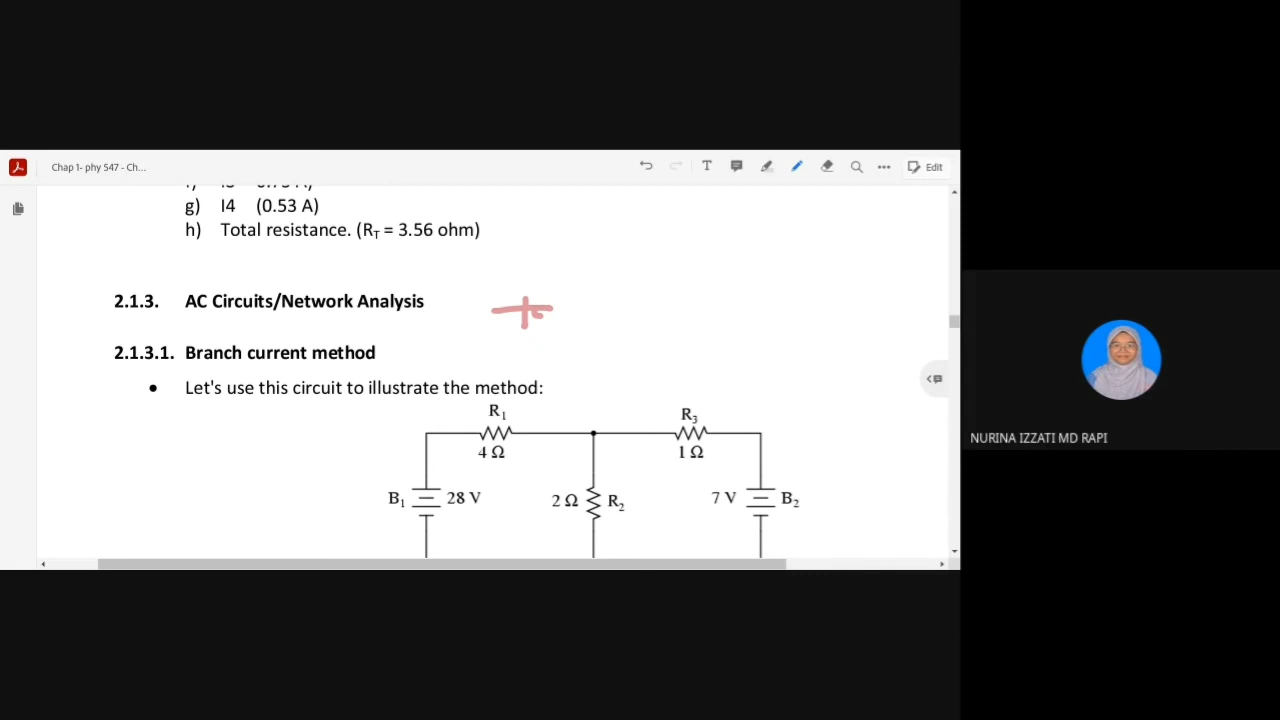 Chap 1- phy 547 - Ch...
Edit
g) I4 (0.53 A)
h) Total resistance. (R_T = 3.56 ohm)
2.1.3. AC Circuits/Network Analysis
2.1.3.1. Branch current method
• Let's use this circuit to illustrate the method:
R₁
R₃
4 Ω
1 Ω
B₁ 28 V 2 Ω R₂ 7 V B₂
NURINA IZZATI MD RAPI